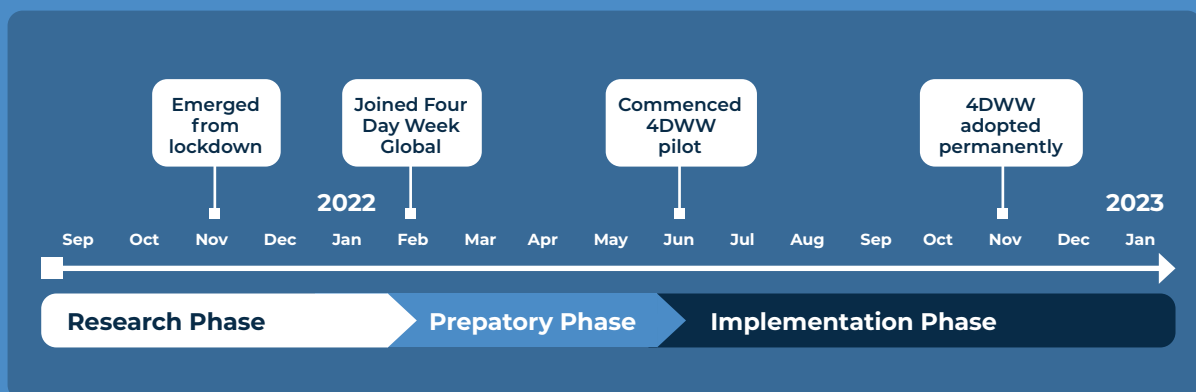 Emerged
from
lockdown
Joined Four
Day Week
Global
Commenced
4DWW
pilot
4DWW
adopted
permanently
2022
2023
Sep Oct Nov Dec Jan Feb Mar Apr May Jun Jul Aug Sep Oct Nov Dec Jan
Research Phase
Prepatory Phase
Implementation Phase